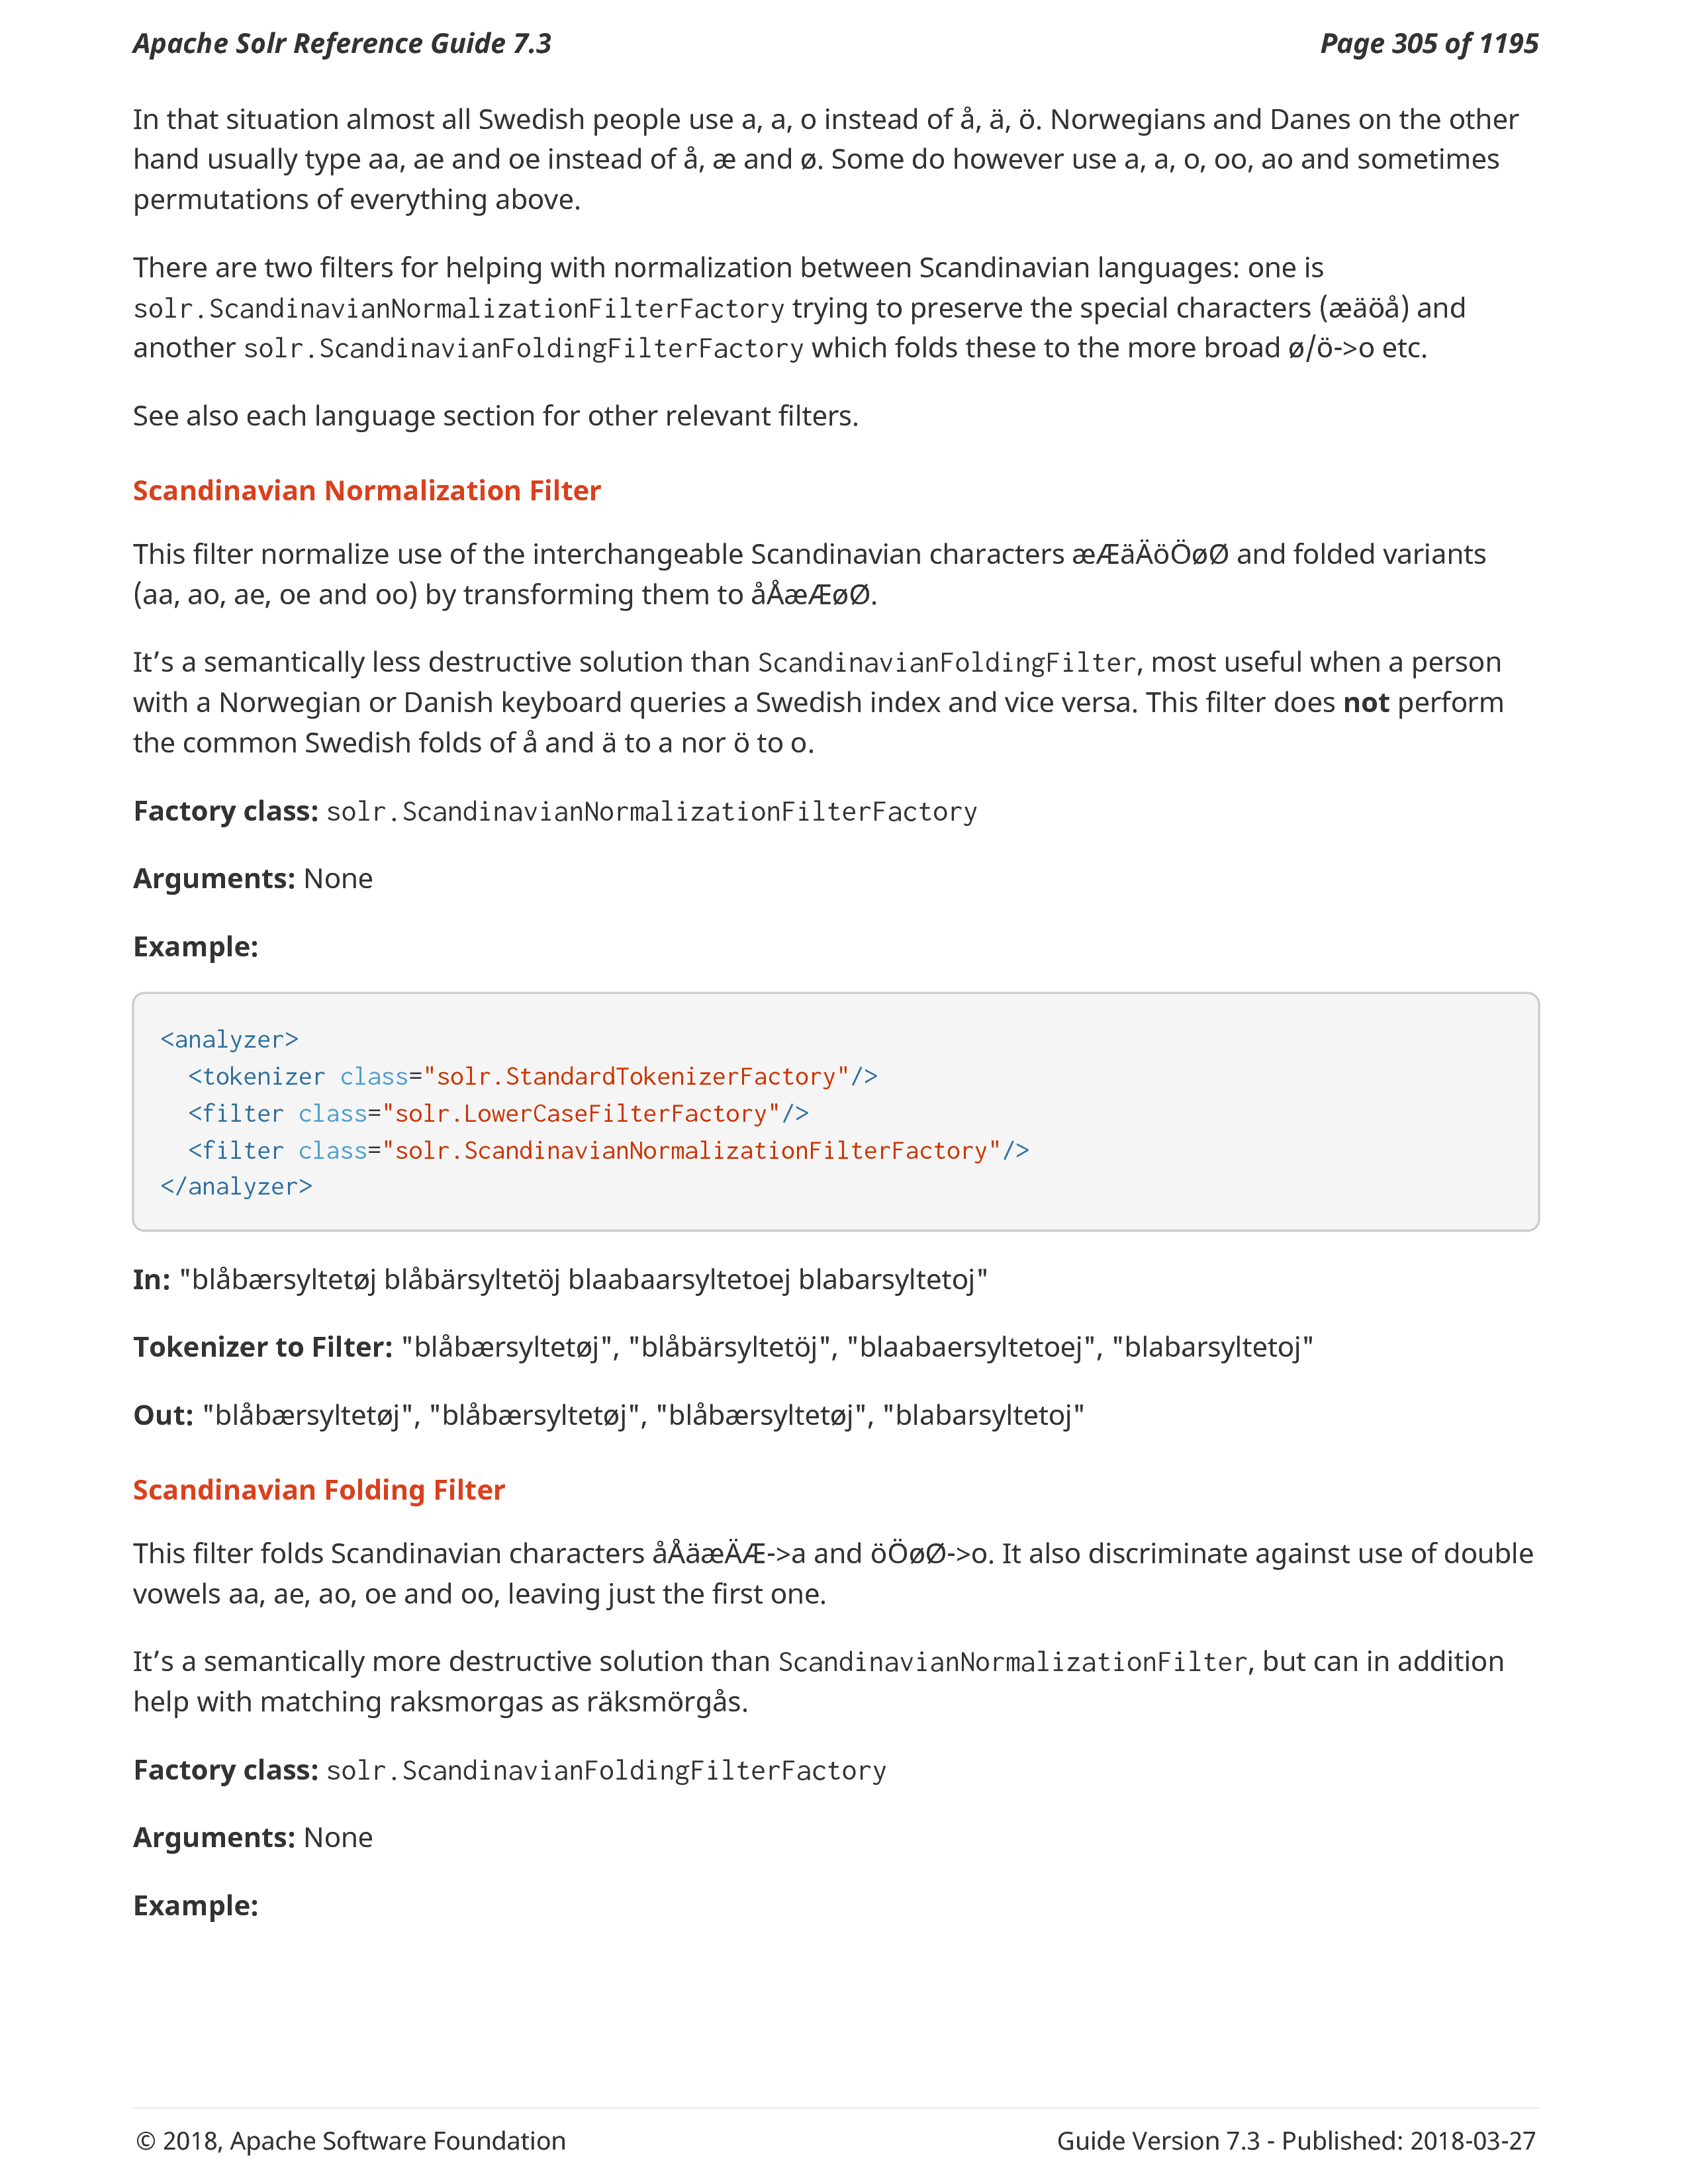 Apache Solr Reference Guide 7.3 Page 305 of 1195
In that situation almost all Swedish people use a, a, o instead of å, ä, ö. Norwegians and Danes on the other
hand usually type aa, ae and oe instead of å, æ and ø. Some do however use a, a, o, oo, ao and sometimes
permutations of everything above.
There are two filters for helping with normalization between Scandinavian languages: one is
solr.ScandinavianNormalizationFilterFactory trying to preserve the special characters (æäöå) and
another solr.ScandinavianFoldingFilterFactory which folds these to the more broad ø/ö->o etc.
See also each language section for other relevant filters.
Scandinavian Normalization Filter
This filter normalize use of the interchangeable Scandinavian characters æÆäÄöÖøØ and folded variants
(aa, ao, ae, oe and oo) by transforming them to åÅæÆøØ.
It’s a semantically less destructive solution than ScandinavianFoldingFilter, most useful when a person
with a Norwegian or Danish keyboard queries a Swedish index and vice versa. This filter does not perform
the common Swedish folds of å and ä to a nor ö to o.
Factory class: solr.ScandinavianNormalizationFilterFactory
Arguments: None
Example:
<analyzer>
  <tokenizer class="solr.StandardTokenizerFactory"/>
  <filter class="solr.LowerCaseFilterFactory"/>
  <filter class="solr.ScandinavianNormalizationFilterFactory"/>
</analyzer>
In: "blåbærsyltetøj blåbärsyltetöj blaabaarsyltetoej blabarsyltetoj"
Tokenizer to Filter: "blåbærsyltetøj", "blåbärsyltetöj", "blaabaersyltetoej", "blabarsyltetoj"
Out: "blåbærsyltetøj", "blåbærsyltetøj", "blåbærsyltetøj", "blabarsyltetoj"
Scandinavian Folding Filter
This filter folds Scandinavian characters åÅäæÄÆ->a and öÖøØ->o. It also discriminate against use of double
vowels aa, ae, ao, oe and oo, leaving just the first one.
It’s a semantically more destructive solution than ScandinavianNormalizationFilter, but can in addition
help with matching raksmorgas as räksmörgås.
Factory class: solr.ScandinavianFoldingFilterFactory
Arguments: None
Example:
© 2018, Apache Software Foundation Guide Version 7.3 - Published: 2018-03-27